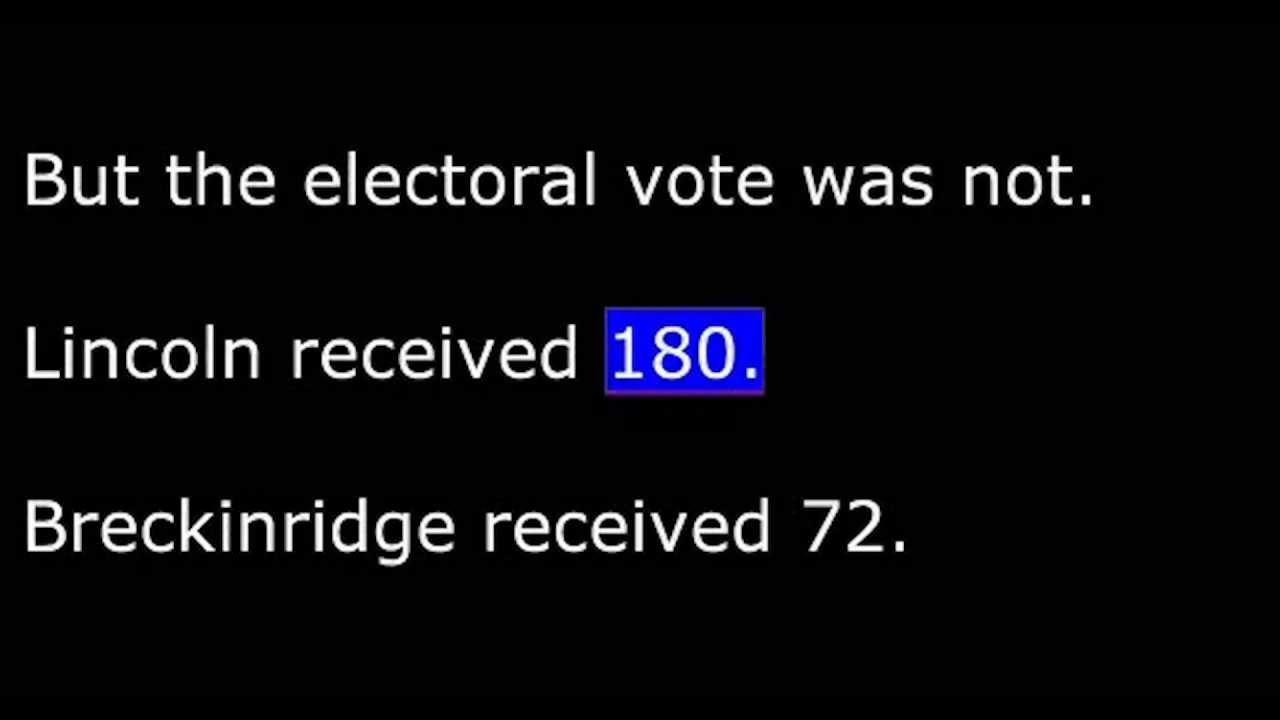 But the electoral vote was not.
Lincoln received 180.
Breckinridge received 72.